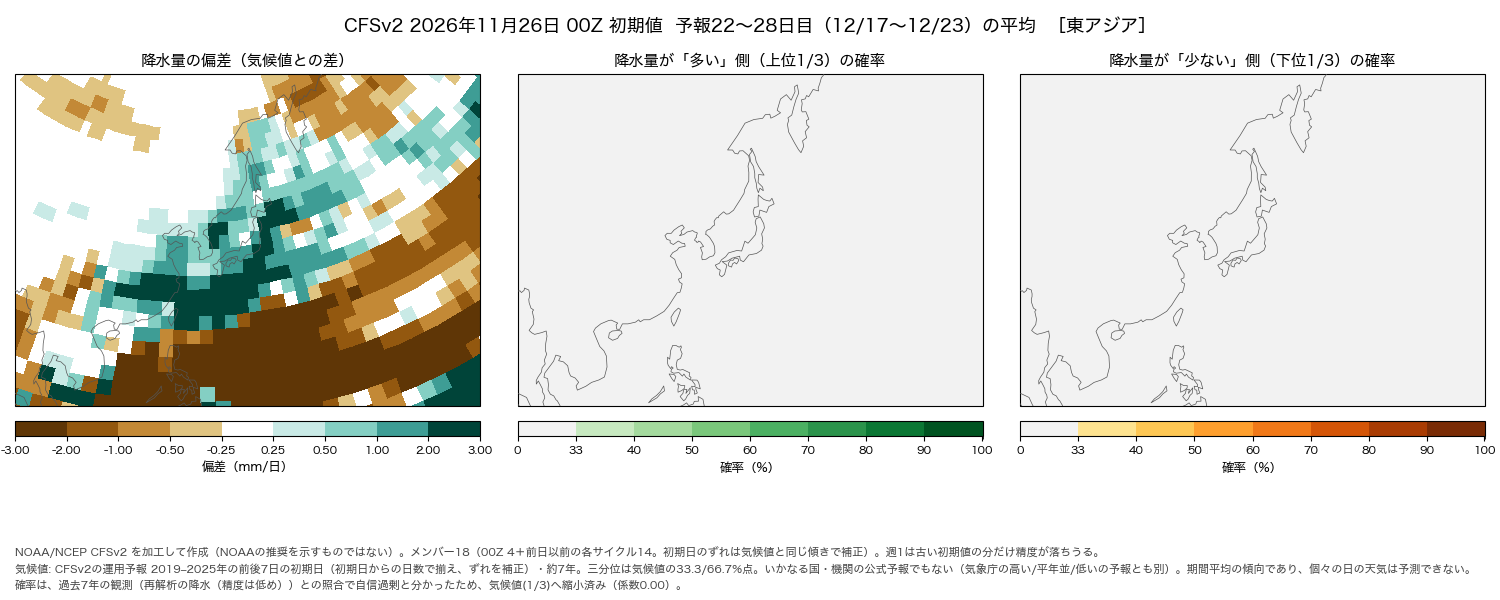 CFSv2 2026年11月26日 00Z 初期値 予報22〜28日目（12/17〜12/23）の平均 ［東アジア］
降水量の偏差（気候値との差）
降水量が「多い」側（上位1/3）の確率
降水量が「少ない」側（下位1/3）の確率
-3.00 -2.00 -1.00 -0.50 -0.25 0.25 0.50 1.00 2.00 3.00
偏差（mm/日）
0 33 40 50 60 70 80 90 100
確率（%）
0 33 40 50 60 70 80 90 100
確率（%）
NOAA/NCEP CFSv2 を加工して作成（NOAAの推奨を示すものではない）。メンバー18（00Z 4＋前日以前の各サイクル14。初期日のずれは気候値と同じ傾きで補正）。週1は古い初期値の分だけ精度が落ちうる。
気候値: CFSv2の運用予報 2019–2025年の前後7日の初期日（初期日からの日数で揃え、ずれを補正）・約7年。三分位は気候値の33.3/66.7%点。いかなる国・機関の公式予報でもない（気象庁の高い/平年並/低いの予報とも別）。期間平均の傾向であり、個々の日の天気は予測できない。
確率は、過去7年の観測（再解析の降水（精度は低め））との照合で自信過剰と分かったため、気候値(1/3)へ縮小済み（係数0.00）。